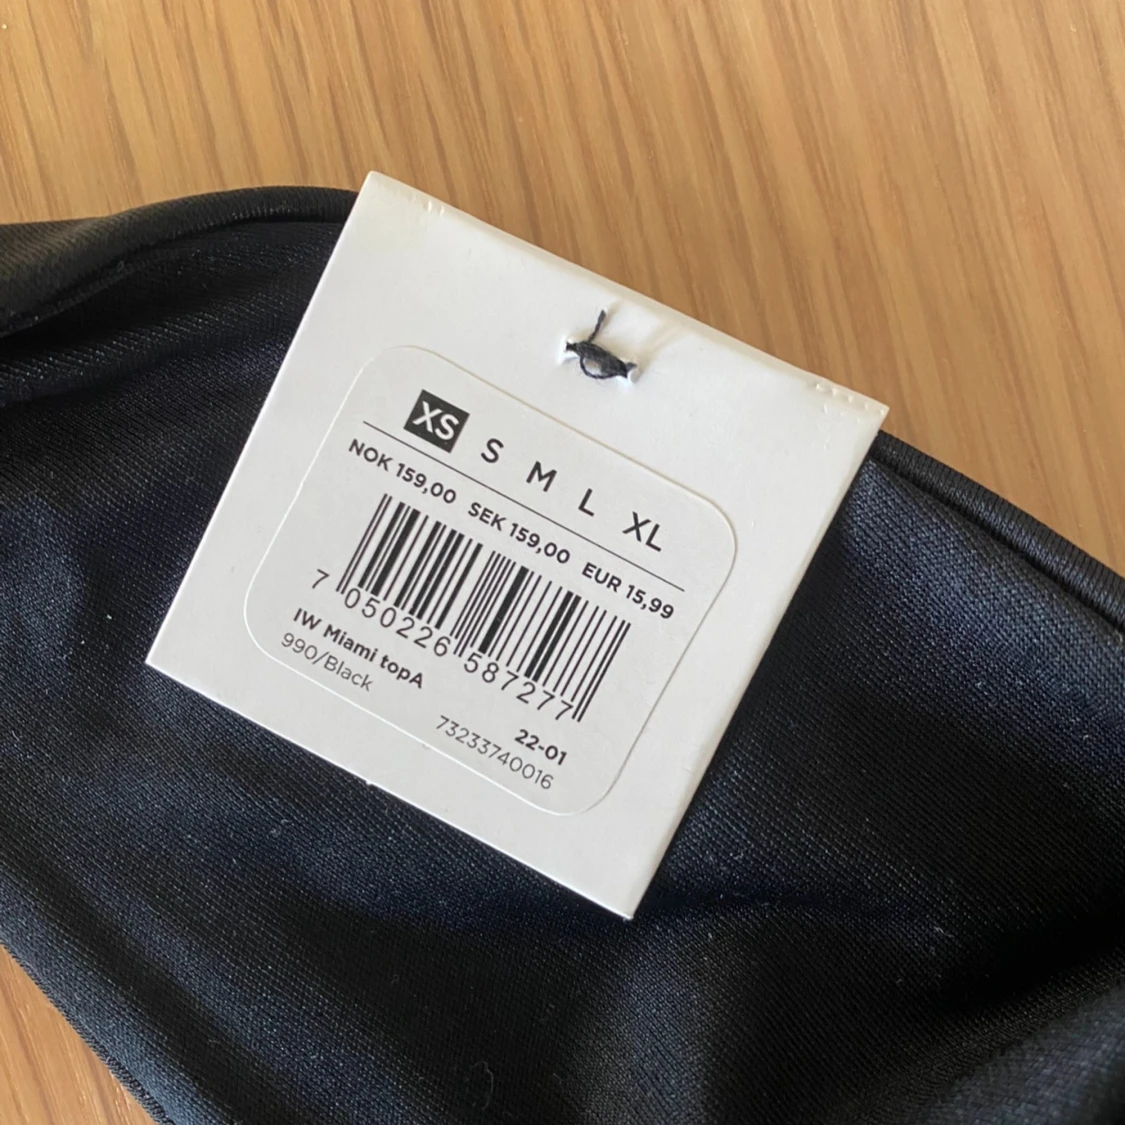 XS S M L XL
NOK 159,00 SEK 159,00 EUR 15,99
7 050226 587277
IW Miami topA
990/Black
22-01
73233740016